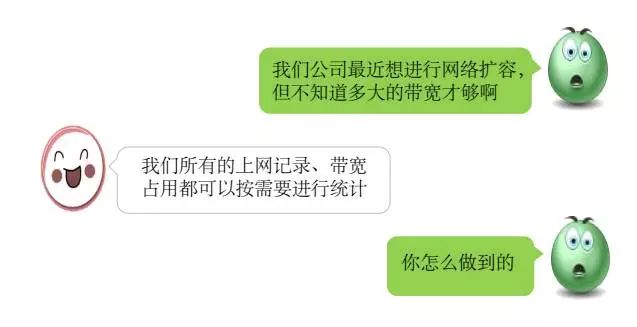 我们公司最近想进行网络扩容，
但不知道多大的带宽才够啊
我们所有的上网记录、带宽
占用都可以按需要进行统计
你怎么做到的